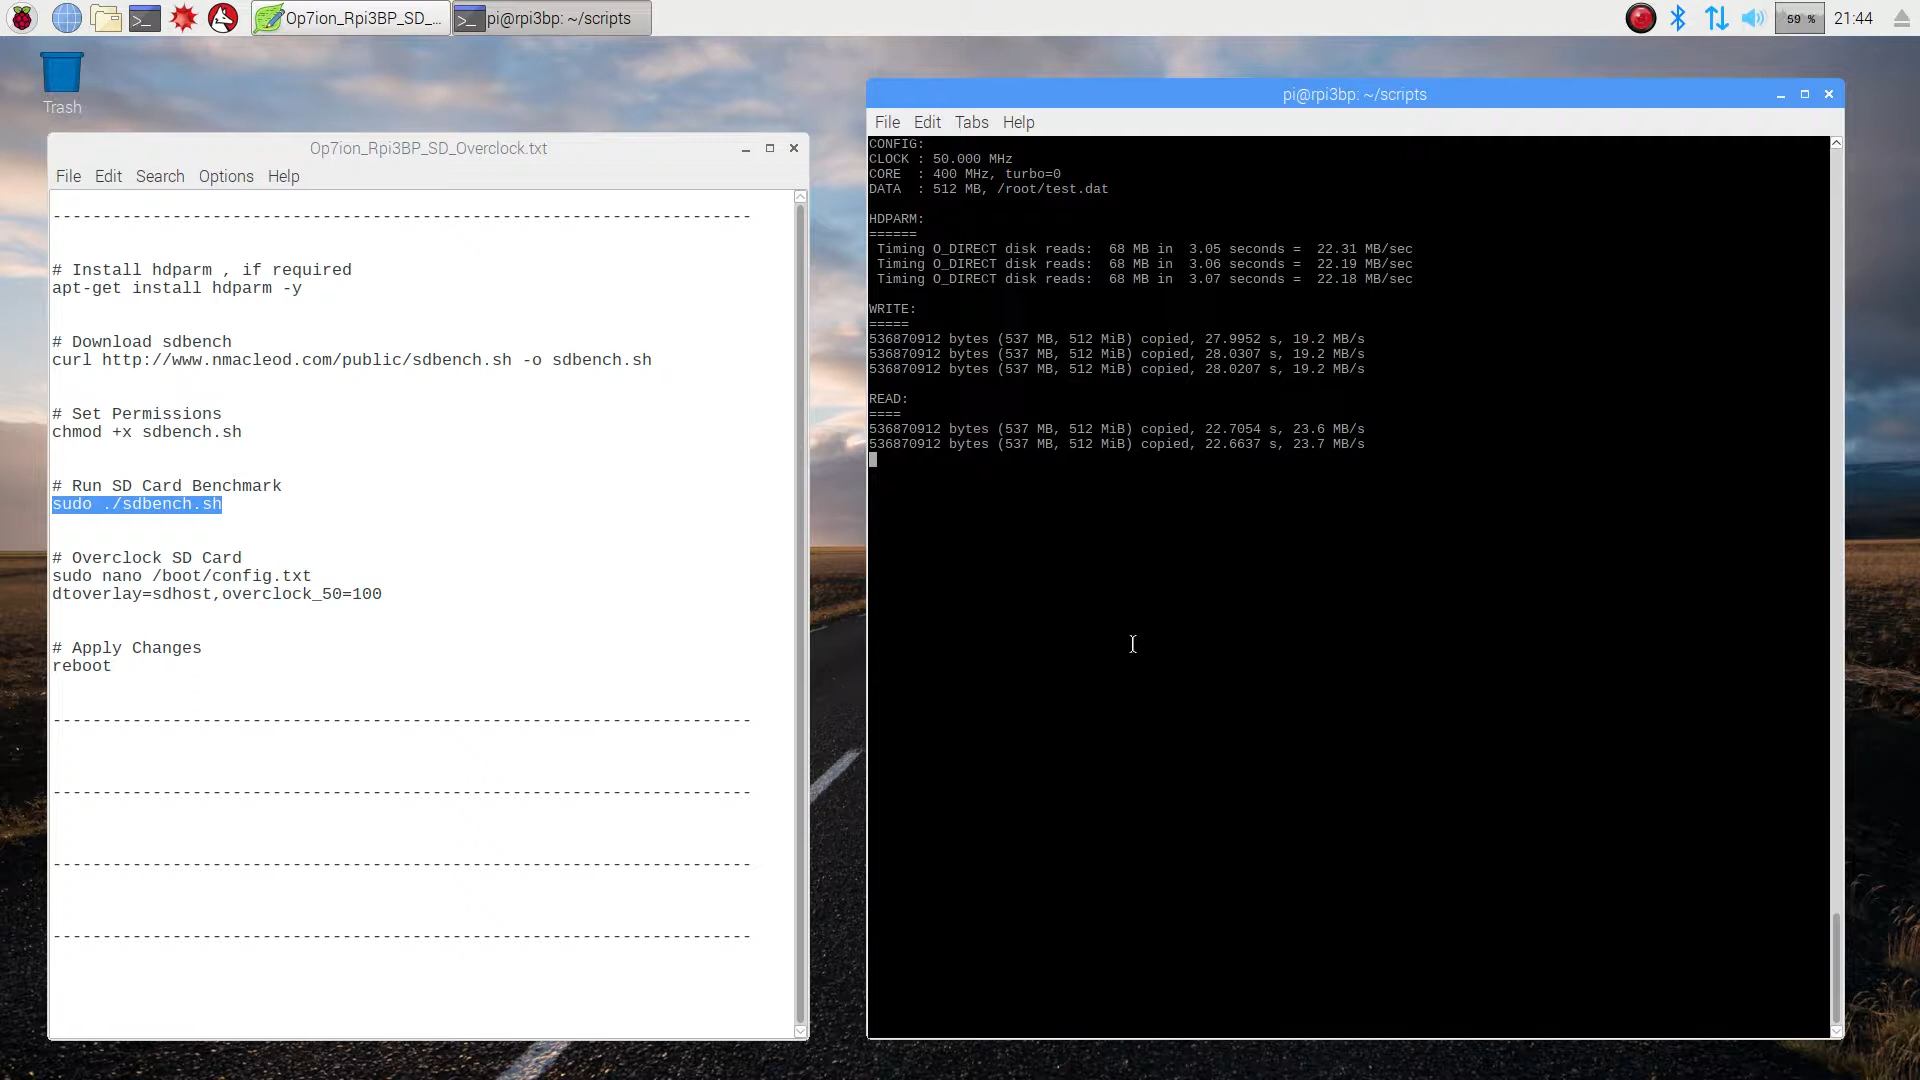 Op7ion_Rpi3BP_SD_...
pi@rpi3bp: ~/scripts
59 %
21:44
Trash
Op7ion_Rpi3BP_SD_Overclock.txt
File Edit Search Options Help
---------------------------------------------------------------------- 
# Install hdparm , if required
apt-get install hdparm -y
# Download sdbench
curl http://www.nmacleod.com/public/sdbench.sh -o sdbench.sh
# Set Permissions
chmod +x sdbench.sh
# Run SD Card Benchmark
sudo ./sdbench.sh
# Overclock SD Card
sudo nano /boot/config.txt
dtoverlay=sdhost,overclock_50=100
# Apply Changes
reboot
----------------------------------------------------------------------
----------------------------------------------------------------------
----------------------------------------------------------------------
----------------------------------------------------------------------
pi@rpi3bp: ~/scripts
File Edit Tabs Help
CONFIG:
CLOCK : 50.000 MHz
CORE  : 400 MHz, turbo=0
DATA  : 512 MB, /root/test.dat
HDPARM:
======
Timing O_DIRECT disk reads:  68 MB in  3.05 seconds =  22.31 MB/sec
Timing O_DIRECT disk reads:  68 MB in  3.06 seconds =  22.19 MB/sec
Timing O_DIRECT disk reads:  68 MB in  3.07 seconds =  22.18 MB/sec
WRITE:
=====
536870912 bytes (537 MB, 512 MiB) copied, 27.9952 s, 19.2 MB/s
536870912 bytes (537 MB, 512 MiB) copied, 28.0307 s, 19.2 MB/s
536870912 bytes (537 MB, 512 MiB) copied, 28.0207 s, 19.2 MB/s
READ:
====
536870912 bytes (537 MB, 512 MiB) copied, 22.7054 s, 23.6 MB/s
536870912 bytes (537 MB, 512 MiB) copied, 22.6637 s, 23.7 MB/s